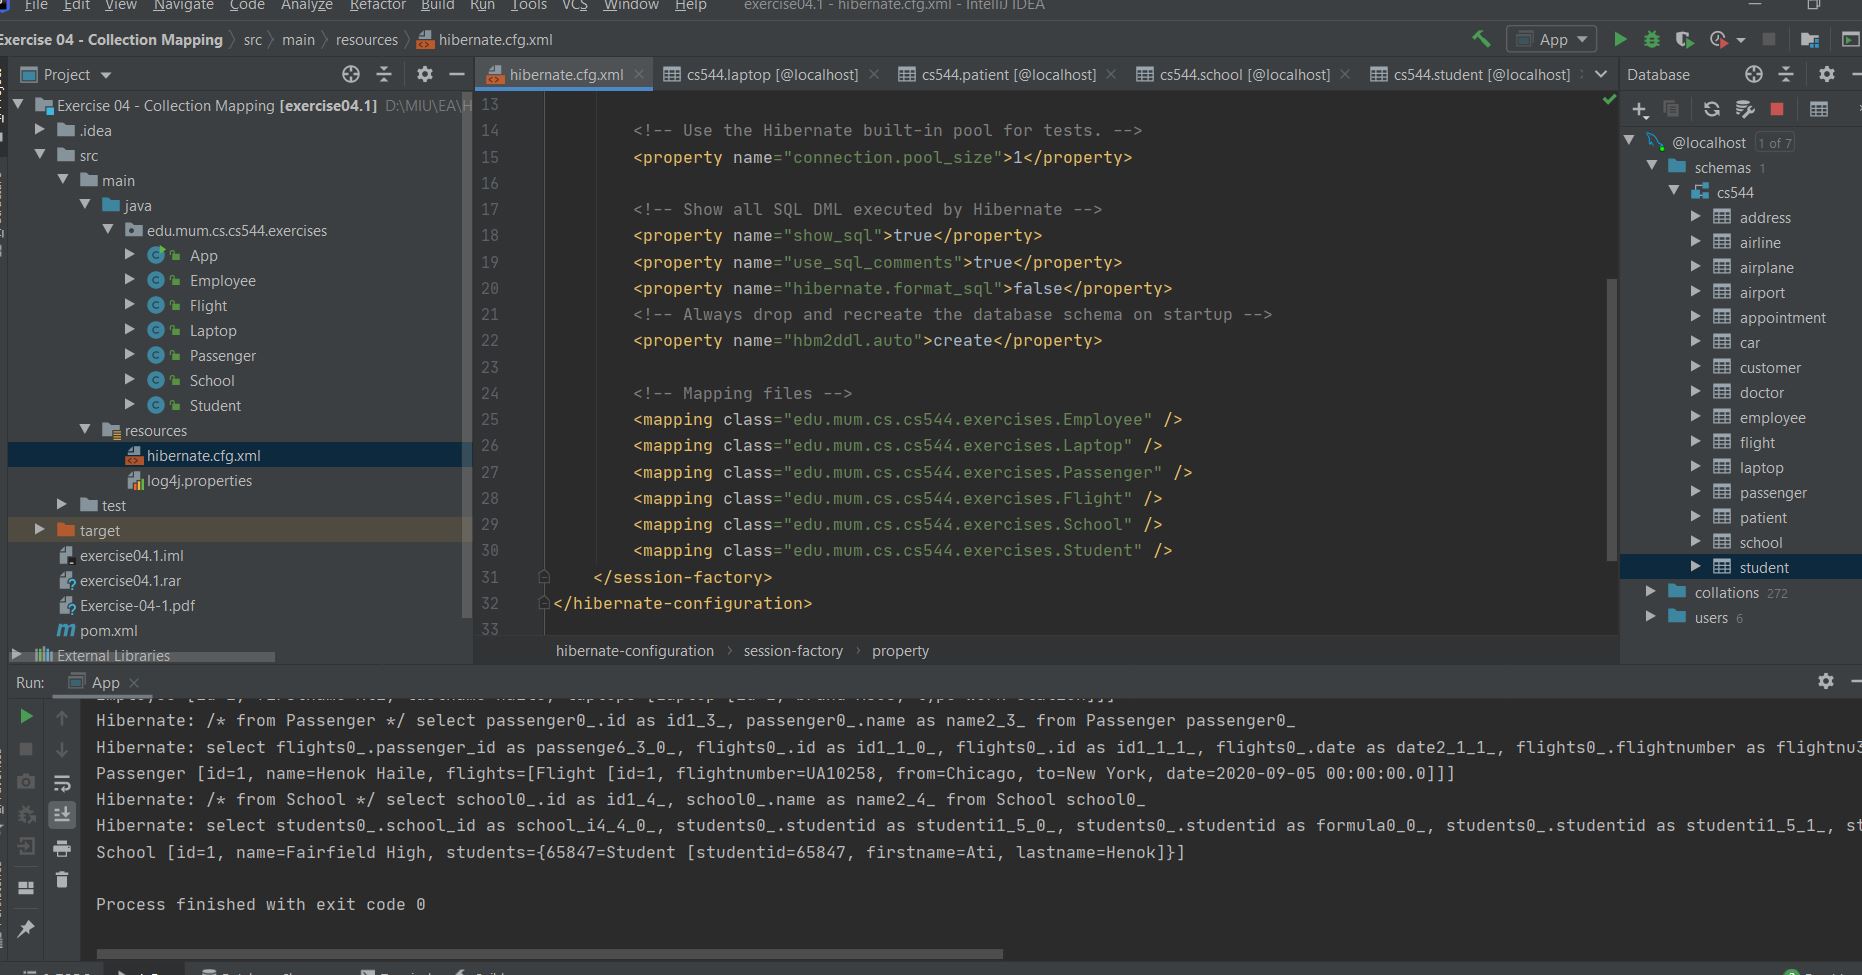 File Edit View Navigate Code Analyze Refactor Build Run Tools VCS Window Help exercise04.1 - hibernate.cfg.xml - IntelliJ IDEA
Exercise 04 - Collection Mapping src main resources hibernate.cfg.xml
App
Project
hibernate.cfg.xml
cs544.laptop [@localhost]
cs544.patient [@localhost]
cs544.school [@localhost]
cs544.student [@localhost]
Database
Exercise 04 - Collection Mapping [exercise04.1] D:\MIU\EA\H
.idea
src
main
java
edu.mum.cs.cs544.exercises
App
Employee
Flight
Laptop
Passenger
School
Student
resources
hibernate.cfg.xml
log4j.properties
test
target
exercise04.1.iml
exercise04.1.rar
Exercise-04-1.pdf
pom.xml
External Libraries
13
14 <!-- Use the Hibernate built-in pool for tests. -->
15 <property name="connection.pool_size">1</property>
16
17 <!-- Show all SQL DML executed by Hibernate -->
18 <property name="show_sql">true</property>
19 <property name="use_sql_comments">true</property>
20 <property name="hibernate.format_sql">false</property>
21 <!-- Always drop and recreate the database schema on startup -->
22 <property name="hbm2ddl.auto">create</property>
23
24 <!-- Mapping files -->
25 <mapping class="edu.mum.cs.cs544.exercises.Employee" />
26 <mapping class="edu.mum.cs.cs544.exercises.Laptop" />
27 <mapping class="edu.mum.cs.cs544.exercises.Passenger" />
28 <mapping class="edu.mum.cs.cs544.exercises.Flight" />
29 <mapping class="edu.mum.cs.cs544.exercises.School" />
30 <mapping class="edu.mum.cs.cs544.exercises.Student" />
31 </session-factory>
32 </hibernate-configuration>
33
hibernate-configuration session-factory property
@localhost 1 of 7
schemas 1
cs544
address
airline
airplane
airport
appointment
car
customer
doctor
employee
flight
laptop
passenger
patient
school
student
collations 272
users 6
Run: App
Hibernate: /* from Passenger */ select passenger0_.id as id1_3_, passenger0_.name as name2_3_ from Passenger passenger0_
Hibernate: select flights0_.passenger_id as passenge6_3_0_, flights0_.id as id1_1_0_, flights0_.id as id1_1_1_, flights0_.date as date2_1_1_, flights0_.flightnumber as flightnu3
Passenger [id=1, name=Henok Haile, flights=[Flight [id=1, flightnumber=UA10258, from=Chicago, to=New York, date=2020-09-05 00:00:00.0]]]
Hibernate: /* from School */ select school0_.id as id1_4_, school0_.name as name2_4_ from School school0_
Hibernate: select students0_.school_id as school_i4_4_0_, students0_.studentid as studenti1_5_0_, students0_.studentid as formula0_0_, students0_.studentid as studenti1_5_1_, st
School [id=1, name=Fairfield High, students={65847=Student [studentid=65847, firstname=Ati, lastname=Henok]}]
Process finished with exit code 0